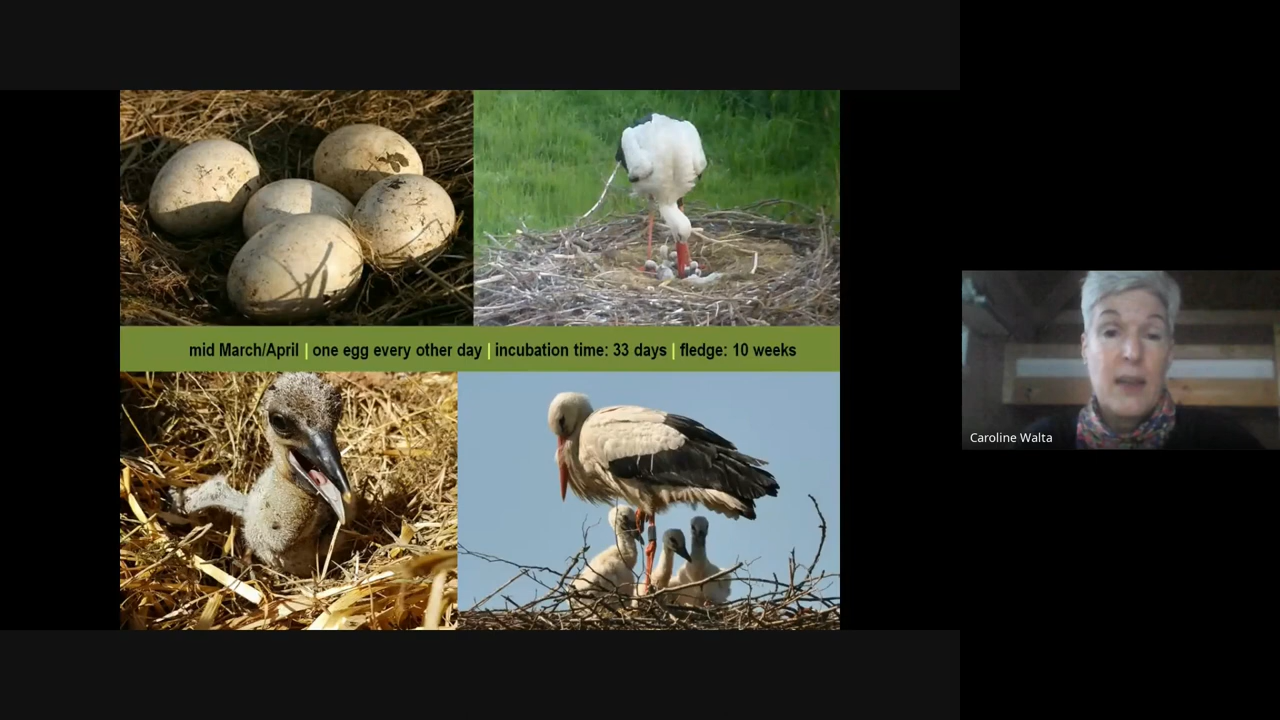 mid March/April | one egg every other day | incubation time: 33 days | fledge: 10 weeks
Caroline Walta